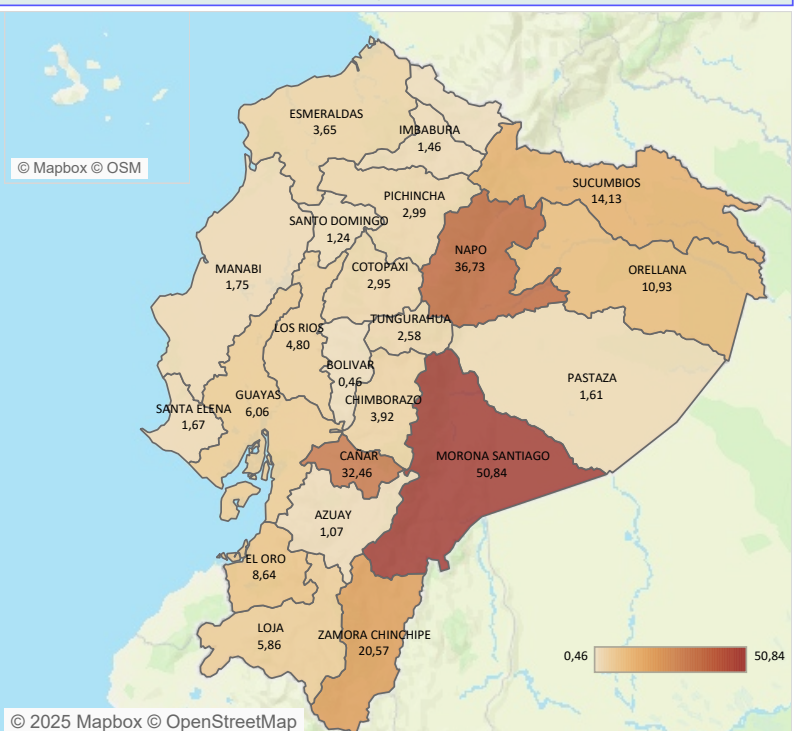 ESMERALDAS
3,65
IMBABURA
1,46
© Mapbox © OSM
SUCUMBIOS
14,13
PICHINCHA
2,99
SANTO DOMINGO
1,24
NAPO
36,73
MANABI
1,75
COTOPAXI
2,95
ORELLANA
10,93
TUNGURAHUA
2,58
LOS RIOS
4,80
BOLIVAR
0,46
PASTAZA
1,61
GUAYAS
6,06
CHIMBORAZO
3,92
SANTA ELENA
1,67
CAÑAR
32,46
MORONA SANTIAGO
50,84
AZUAY
1,07
EL ORO
8,64
LOJA
5,86
ZAMORA CHINCHIPE
20,57
0,46
50,84
© 2025 Mapbox © OpenStreetMap